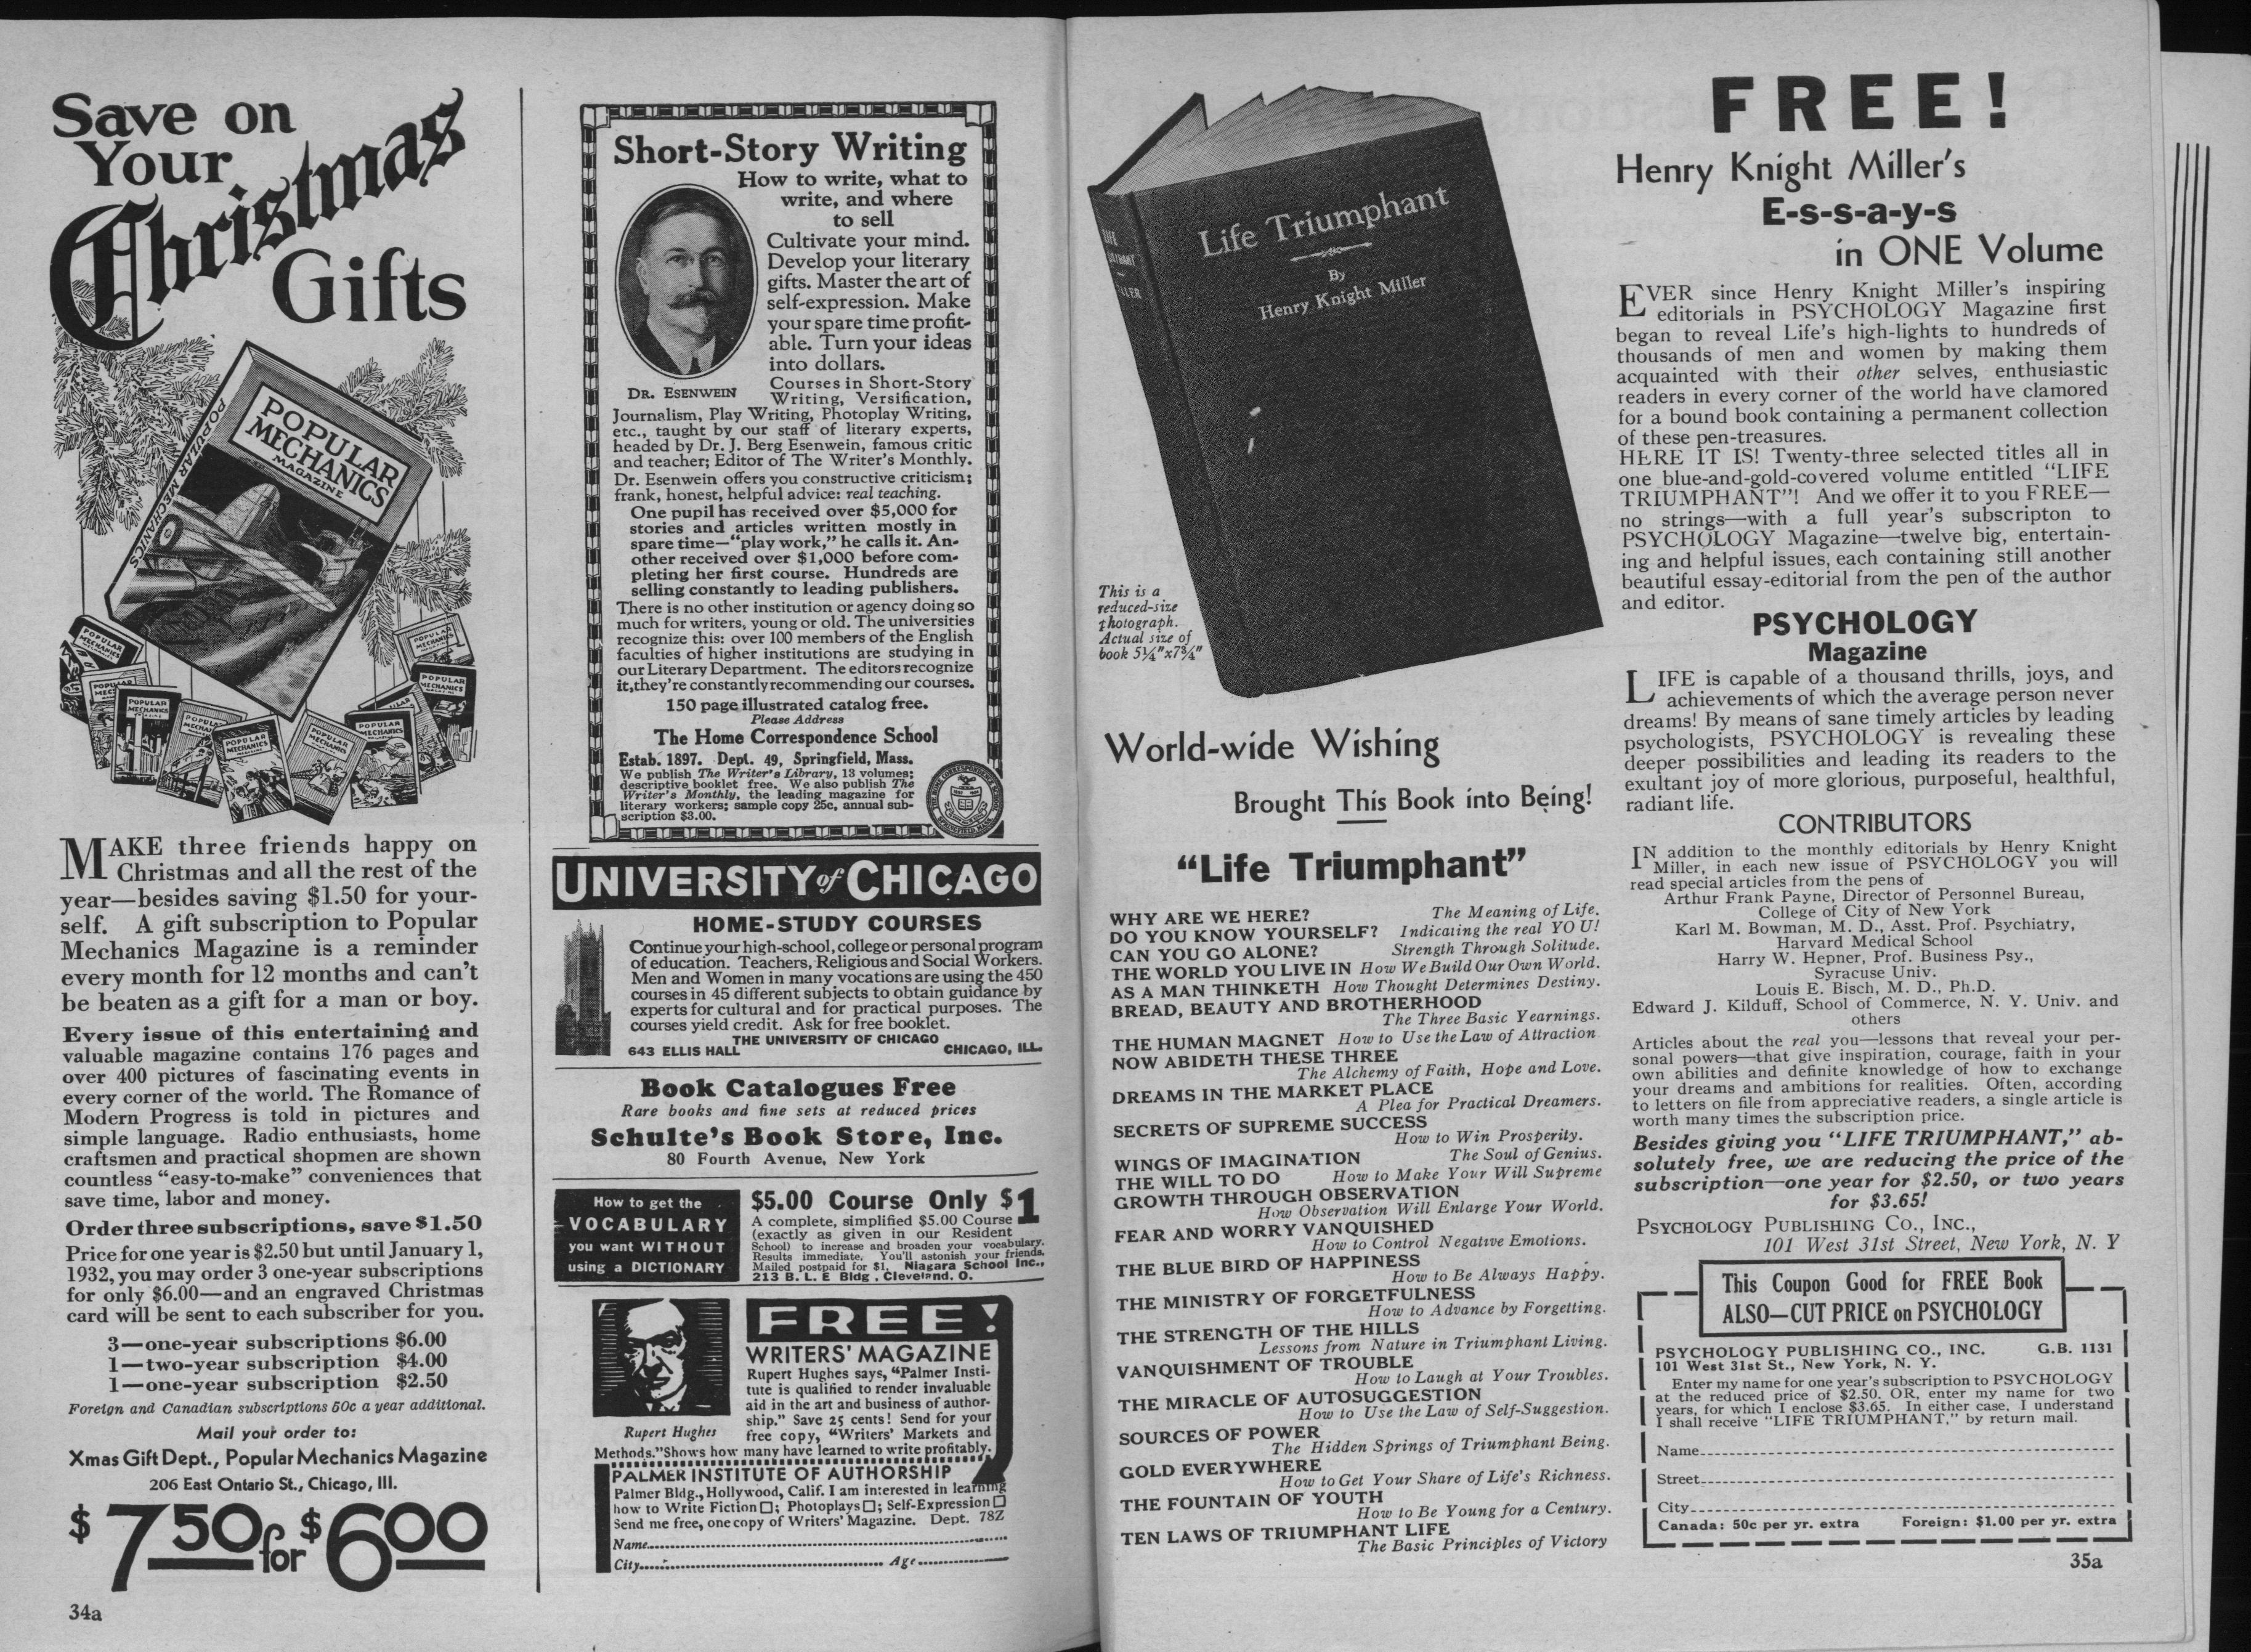 Save on
Your
Christmas
Gifts
POPULAR
MECHANICS
MAGAZINE
POPULAR MECHANICS
MAKE three friends happy on
Christmas and all the rest of the
year—besides saving $1.50 for your-
self. A gift subscription to Popular
Mechanics Magazine is a reminder
every month for 12 months and can't
be beaten as a gift for a man or boy.
Every issue of this entertaining and
valuable magazine contains 176 pages and
over 400 pictures of fascinating events in
every corner of the world. The Romance of
Modern Progress is told in pictures and
simple language. Radio enthusiasts, home
craftsmen and practical shopmen are shown
countless "easy-to-make" conveniences that
save time, labor and money.
Order three subscriptions, save $1.50
Price for one year is $2.50 but until January 1,
1932, you may order 3 one-year subscriptions
for only $6.00—and an engraved Christmas
card will be sent to each subscriber for you.
3—one-year subscriptions $6.00
1—two-year subscription $4.00
1—one-year subscription $2.50
Foreign and Canadian subscriptions 50c a year additional.
Mail your order to:
Xmas Gift Dept., Popular Mechanics Magazine
206 East Ontario St., Chicago, Ill.
$7.50 for $6.00
34a
Short-Story Writing
How to write, what to
write, and where
to sell
Cultivate your mind.
Develop your literary
gifts. Master the art of
self-expression. Make
your spare time profit-
able. Turn your ideas
into dollars.
DR. ESENWEIN
Courses in Short-Story
Writing, Versification,
Journalism, Play Writing, Photoplay Writing,
etc., taught by our staff of literary experts,
headed by Dr. J. Berg Esenwein, famous critic
and teacher; Editor of The Writer's Monthly.
Dr. Esenwein offers you constructive criticism;
frank, honest, helpful advice: real teaching.
One pupil has received over $5,000 for
stories and articles written mostly in
spare time—"play work," he calls it. An-
other received over $1,000 before com-
pleting her first course. Hundreds are
selling constantly to leading publishers.
There is no other institution or agency doing so
much for writers, young or old. The universities
recognize this: over 100 members of the English
faculties of higher institutions are studying in
our Literary Department. The editors recognize
it, they're constantly recommending our courses.
150 page illustrated catalog free.
Please Address
The Home Correspondence School
Estab. 1897. Dept. 49, Springfield, Mass.
We publish The Writer's Library, 13 volumes;
descriptive booklet free. We also publish The
Writer's Monthly, the leading magazine for
literary workers; sample copy 25c, annual sub-
scription $3.00.
UNIVERSITY of CHICAGO
HOME-STUDY COURSES
Continue your high-school, college or personal program
of education. Teachers, Religious and Social Workers.
Men and Women in many vocations are using the 450
courses in 45 different subjects to obtain guidance by
experts for cultural and for practical purposes. The
courses yield credit. Ask for free booklet.
THE UNIVERSITY OF CHICAGO
643 ELLIS HALL CHICAGO, ILL.
Book Catalogues Free
Rare books and fine sets at reduced prices
Schulte's Book Store, Inc.
80 Fourth Avenue, New York
How to get the
VOCABULARY
you want WITHOUT
using a DICTIONARY
$5.00 Course Only $1
A complete, simplified $5.00 Course
(exactly as given in our Resident
School) to increase and broaden your vocabulary.
Results immediate. You'll astonish your friends.
Mailed postpaid for $1. Niagara School Inc.,
213 B. L. E Bldg., Cleveland. O.
FREE!
WRITERS' MAGAZINE
Rupert Hughes says, "Palmer Insti-
tute is qualified to render invaluable
aid in the art and business of author-
ship." Save 25 cents! Send for your
free copy, "Writers' Markets and
Methods." Shows how many have learned to write profitably.
Rupert Hughes
PALMER INSTITUTE OF AUTHORSHIP
Palmer Bldg., Hollywood, Calif. I am interested in learning
how to Write Fiction □; Photoplays □; Self-Expression □
Send me free, one copy of Writers' Magazine. Dept. 78Z
Name
City Age
Life Triumphant
By
Henry Knight Miller
This is a
reduced-size
photograph.
Actual size of
book 5¼"x7¾"
World-wide Wishing
Brought This Book into Being!
"Life Triumphant"
WHY ARE WE HERE? The Meaning of Life.
DO YOU KNOW YOURSELF? Indicating the real YOU!
CAN YOU GO ALONE? Strength Through Solitude.
THE WORLD YOU LIVE IN How We Build Our Own World.
AS A MAN THINKETH How Thought Determines Destiny.
BREAD, BEAUTY AND BROTHERHOOD
The Three Basic Yearnings.
THE HUMAN MAGNET How to Use the Law of Attraction
NOW ABIDETH THESE THREE
The Alchemy of Faith, Hope and Love.
DREAMS IN THE MARKET PLACE
A Plea for Practical Dreamers.
SECRETS OF SUPREME SUCCESS
How to Win Prosperity.
WINGS OF IMAGINATION The Soul of Genius.
THE WILL TO DO How to Make Your Will Supreme
GROWTH THROUGH OBSERVATION
How Observation Will Enlarge Your World.
FEAR AND WORRY VANQUISHED
How to Control Negative Emotions.
THE BLUE BIRD OF HAPPINESS
How to Be Always Happy.
THE MINISTRY OF FORGETFULNESS
How to Advance by Forgetting.
THE STRENGTH OF THE HILLS
Lessons from Nature in Triumphant Living.
VANQUISHMENT OF TROUBLE
How to Laugh at Your Troubles.
THE MIRACLE OF AUTOSUGGESTION
How to Use the Law of Self-Suggestion.
SOURCES OF POWER
The Hidden Springs of Triumphant Being.
GOLD EVERYWHERE
How to Get Your Share of Life's Richness.
THE FOUNTAIN OF YOUTH
How to Be Young for a Century.
TEN LAWS OF TRIUMPHANT LIFE
The Basic Principles of Victory
FREE!
Henry Knight Miller's
E-s-s-a-y-s
in ONE Volume
EVER since Henry Knight Miller's inspiring
editorials in PSYCHOLOGY Magazine first
began to reveal Life's high-lights to hundreds of
thousands of men and women by making them
acquainted with their other selves, enthusiastic
readers in every corner of the world have clamored
for a bound book containing a permanent collection
of these pen-treasures.
HERE IT IS! Twenty-three selected titles all in
one blue-and-gold-covered volume entitled "LIFE
TRIUMPHANT"! And we offer it to you FREE—
no strings—with a full year's subscripton to
PSYCHOLOGY Magazine—twelve big, entertain-
ing and helpful issues, each containing still another
beautiful essay-editorial from the pen of the author
and editor.
PSYCHOLOGY
Magazine
LIFE is capable of a thousand thrills, joys, and
achievements of which the average person never
dreams! By means of sane timely articles by leading
psychologists, PSYCHOLOGY is revealing these
deeper possibilities and leading its readers to the
exultant joy of more glorious, purposeful, healthful,
radiant life.
CONTRIBUTORS
IN addition to the monthly editorials by Henry Knight
Miller, in each new issue of PSYCHOLOGY you will
read special articles from the pens of
Arthur Frank Payne, Director of Personnel Bureau,
College of City of New York
Karl M. Bowman, M. D., Asst. Prof. Psychiatry,
Harvard Medical School
Harry W. Hepner, Prof. Business Psy.,
Syracuse Univ.
Louis E. Bisch, M. D., Ph.D.
Edward J. Kilduff, School of Commerce, N. Y. Univ. and
others
Articles about the real you—lessons that reveal your per-
sonal powers—that give inspiration, courage, faith in your
own abilities and definite knowledge of how to exchange
your dreams and ambitions for realities. Often, according
to letters on file from appreciative readers, a single article is
worth many times the subscription price.
Besides giving you "LIFE TRIUMPHANT," ab-
solutely free, we are reducing the price of the
subscription—one year for $2.50, or two years
for $3.65!
PSYCHOLOGY PUBLISHING CO., INC.,
101 West 31st Street, New York, N. Y
This Coupon Good for FREE Book
ALSO—CUT PRICE on PSYCHOLOGY
PSYCHOLOGY PUBLISHING CO., INC. G.B. 1131
101 West 31st St., New York, N. Y.
Enter my name for one year's subscription to PSYCHOLOGY
at the reduced price of $2.50. OR, enter my name for two
years, for which I enclose $3.65. In either case, I understand
I shall receive "LIFE TRIUMPHANT," by return mail.
Name
Street
City
Canada: 50c per yr. extra Foreign: $1.00 per yr. extra
35a